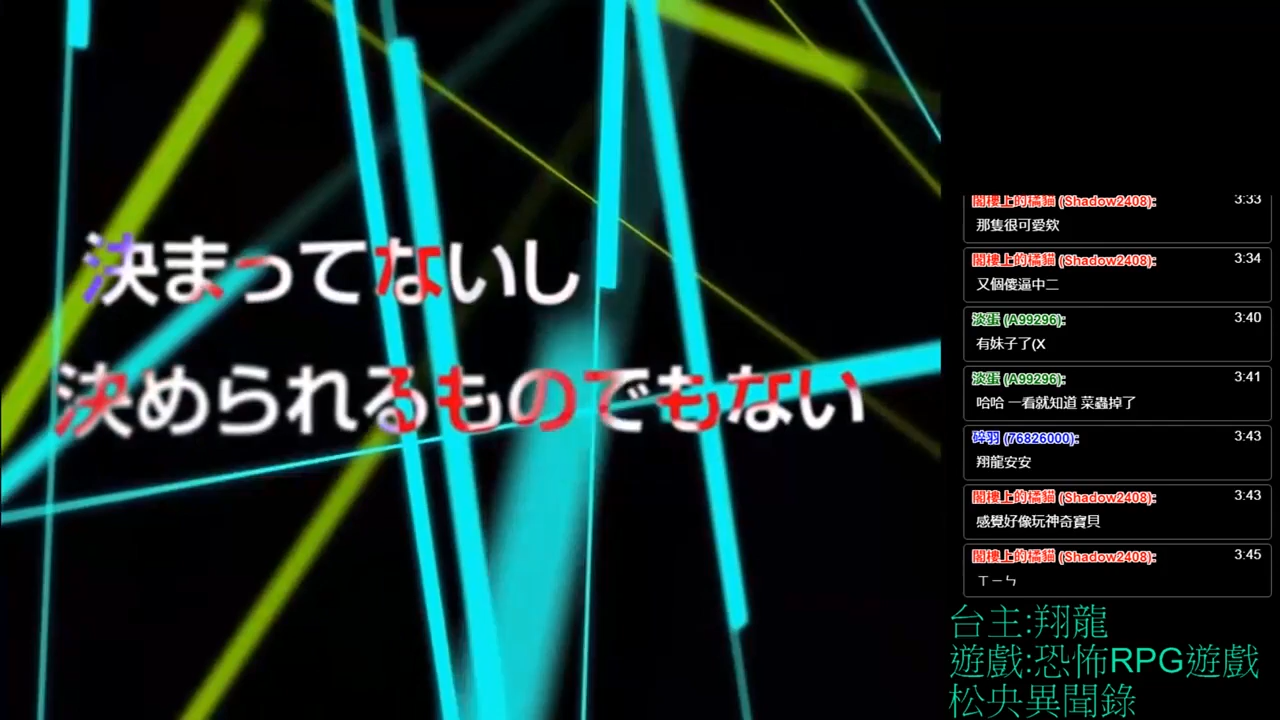 決まってないし
決められるものでもない
閣樓上的橘貓 (Shadow2408): 3:33
那隻很可愛欸
閣樓上的橘貓 (Shadow2408): 3:34
又個傻逼中二
淡蛋 (A99296): 3:40
有妹子了(X
淡蛋 (A99296): 3:41
哈哈 一看就知道 菜蟲掉了
碎羽 (76826000): 3:43
翔龍安安
閣樓上的橘貓 (Shadow2408): 3:43
感覺好像玩神奇寶貝
閣樓上的橘貓 (Shadow2408): 3:45
ㄒㄧㄣ
台主:翔龍
遊戲:恐怖RPG遊戲
松央異聞錄